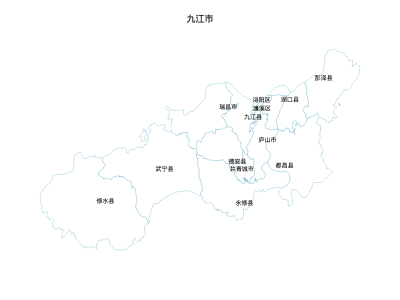 九江市
彭泽县
浔阳区
湖口县
濂溪区
瑞昌市
九江县
庐山市
德安县
都昌县
共青城市
武宁县
修水县
永修县